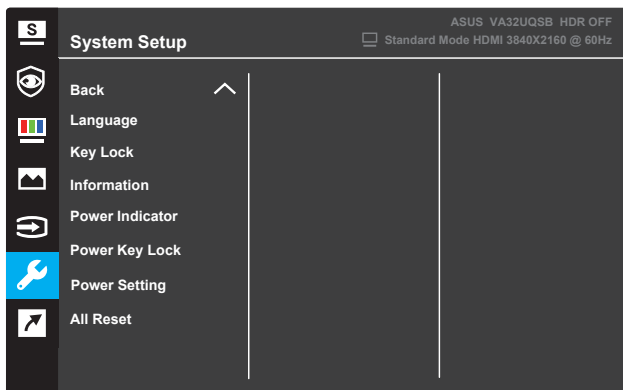 S
ASUS VA32UQSB HDR OFF
System Setup
Standard Mode HDMI 3840X2160 @ 60Hz
Back
Language
Key Lock
Information
Power Indicator
Power Key Lock
Power Setting
All Reset